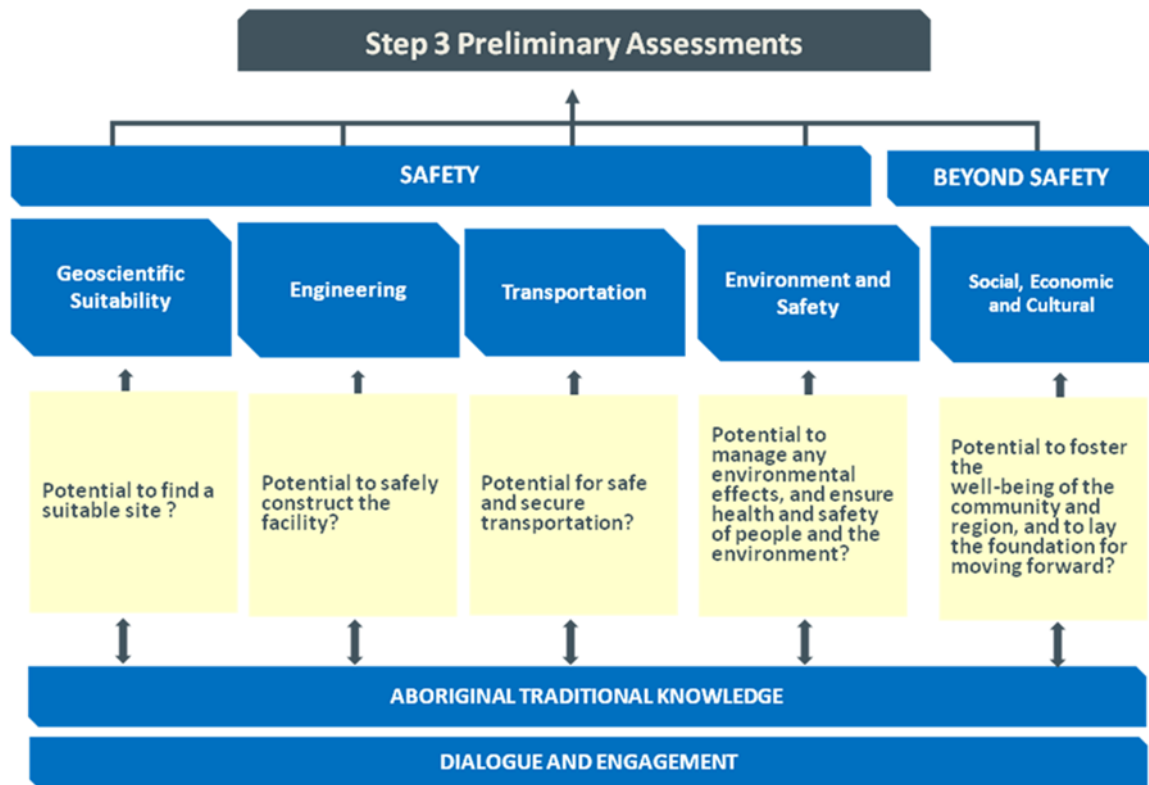 Step 3 Preliminary Assessments
SAFETY
BEYOND SAFETY
Geoscientific
Suitability
Engineering
Transportation
Environment and
Safety
Social, Economic
and Cultural
Potential to find a
suitable site ?
Potential to safely
construct the
facility?
Potential for safe
and secure
transportation?
Potential to
manage any
environmental
effects, and ensure
health and safety
of people and the
environment?
Potential to foster
the
well-being of the
community and
region, and to lay
the foundation for
moving forward?
ABORIGINAL TRADITIONAL KNOWLEDGE
DIALOGUE AND ENGAGEMENT